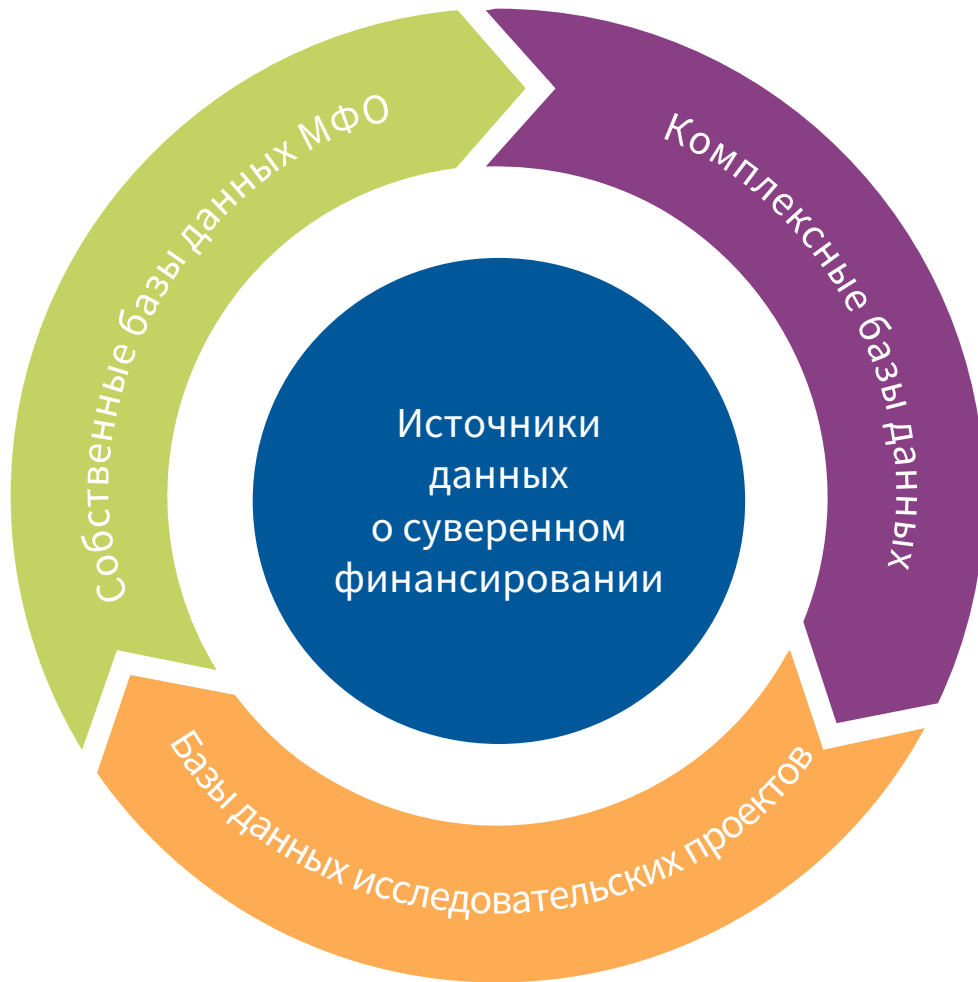 Собственные базы данных МФО
Комплексные базы данных
Источники
данных
о суверенном
финансировании
Базы данных исследовательских проектов